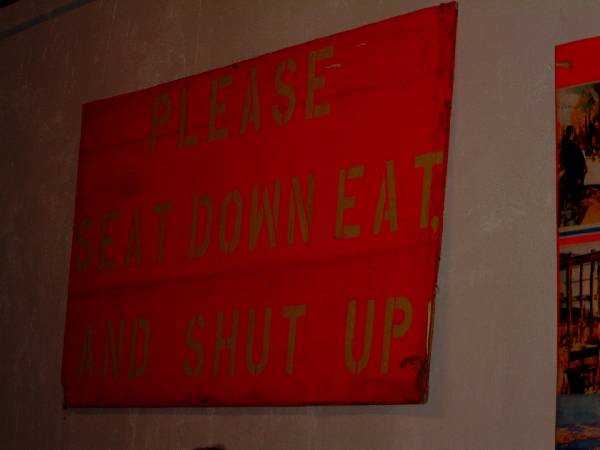 PLEASE
SEAT DOWN EAT,
AND SHUT UP